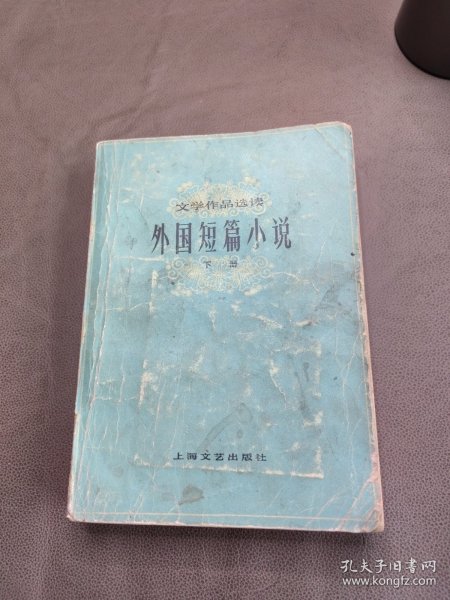 文学作品选读
外国短篇小说
下册
上海文艺出版社
孔夫子旧书网
www.kongfz.com